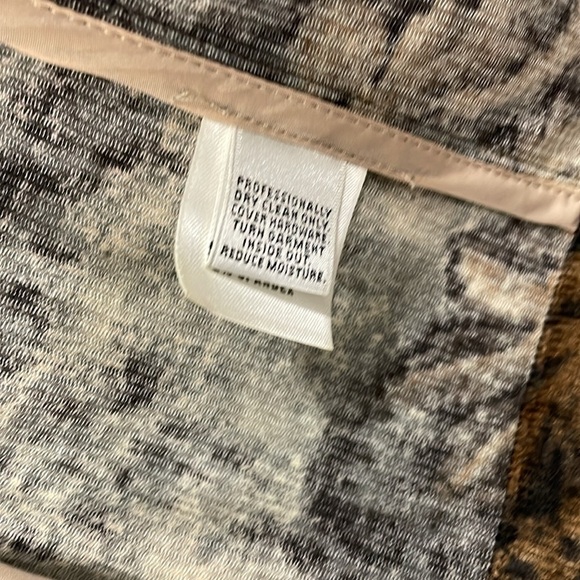 PROFESSIONALLY
DRY CLEAN ONLY.
COVER HARDWARE.
TURN GARMENT
INSIDE OUT
REDUCE MOISTURE.